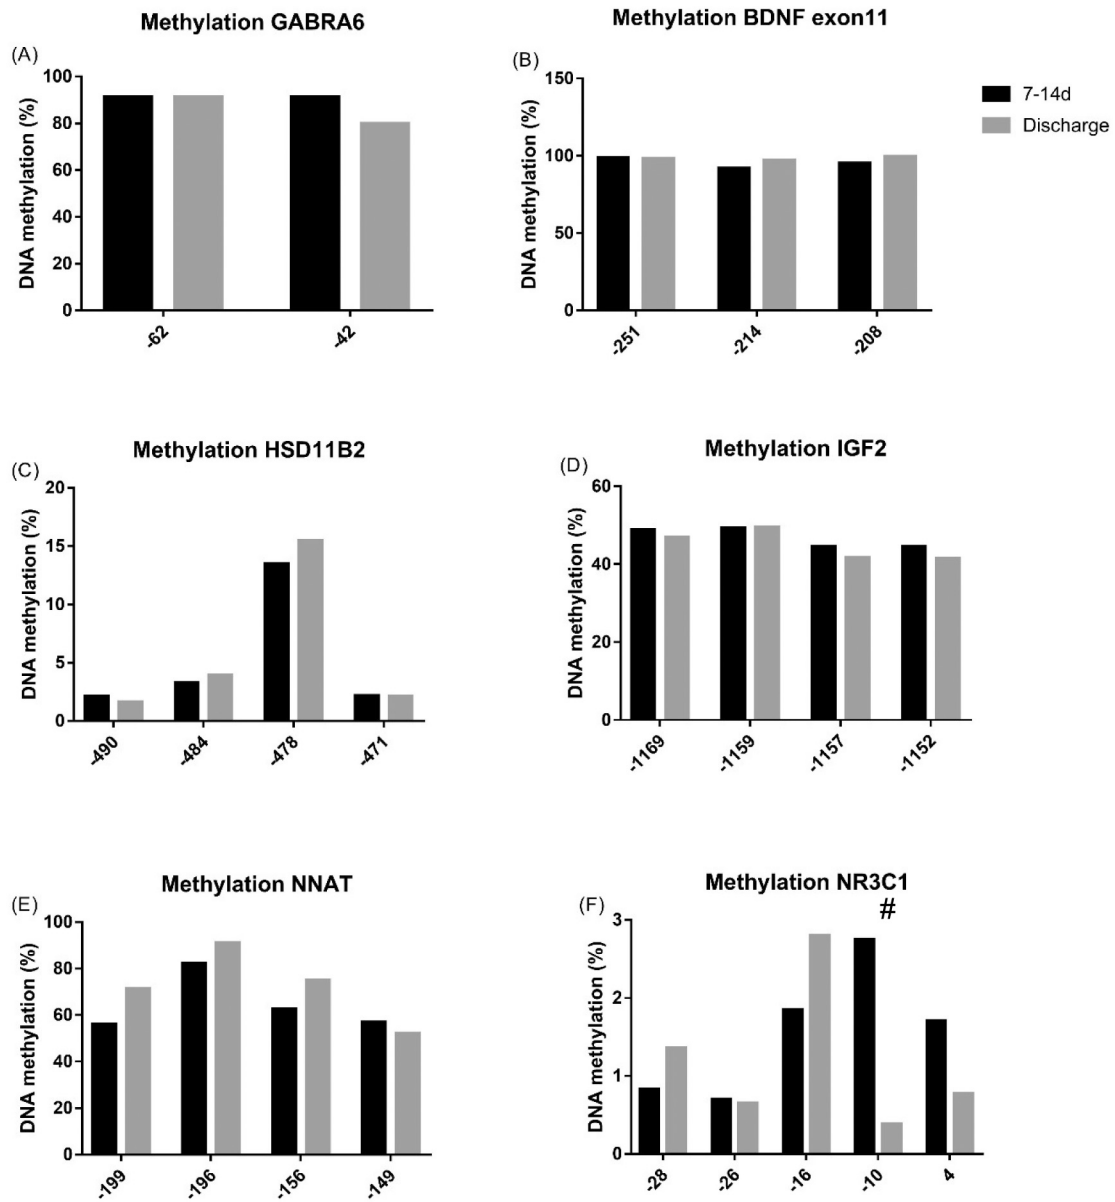 Methylation GABRA6
(A)
DNA methylation (%)
100
80
60
40
20
0
-62
-42
Methylation BDNF exon11
(B)
DNA methylation (%)
150
100
50
0
-251
-214
-208
7-14d
Discharge
Methylation HSD11B2
(C)
DNA methylation (%)
20
15
10
5
0
-490
-484
-478
-471
Methylation IGF2
(D)
DNA methylation (%)
60
40
20
0
-1169
-1159
-1157
-1152
Methylation NNAT
(E)
DNA methylation (%)
100
80
60
40
20
0
-199
-196
-156
-149
Methylation NR3C1
(F)
#
DNA methylation (%)
3
2
1
0
-28
-26
-16
-10
4